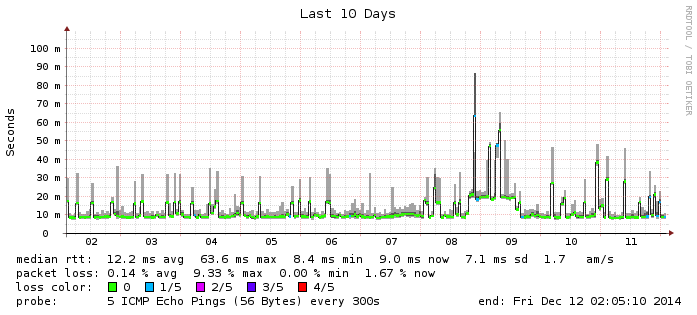 Last 10 Days
RRDTOOL / TOBI OETIKER
Seconds
100 m
90 m
80 m
70 m
60 m
50 m
40 m
30 m
20 m
10 m
0
02 03 04 05 06 07 08 09 10 11
median rtt: 12.2 ms avg 63.6 ms max 8.4 ms min 9.0 ms now 7.1 ms sd 1.7 am/s
packet loss: 0.14 % avg 9.33 % max 0.00 % min 1.67 % now
loss color: 0 1/5 2/5 3/5 4/5
probe: 5 ICMP Echo Pings (56 Bytes) every 300s end: Fri Dec 12 02:05:10 2014